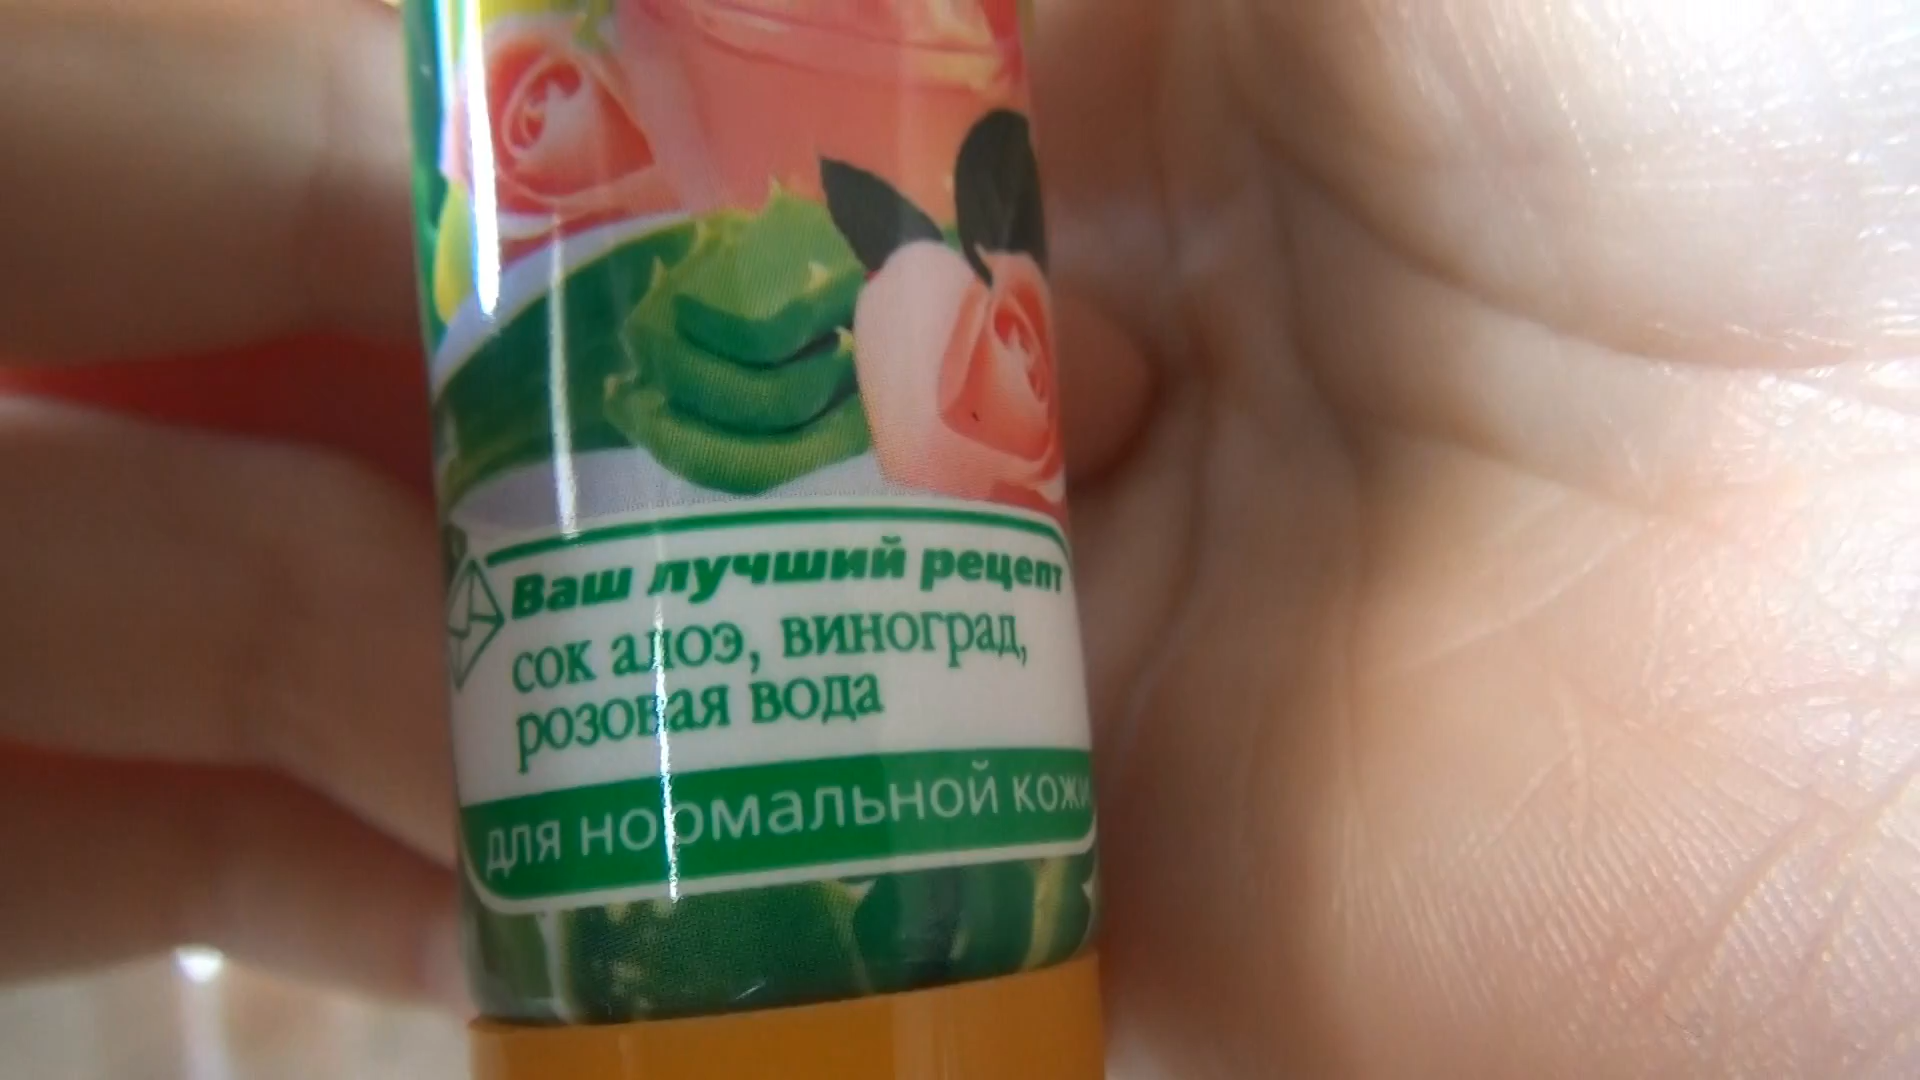 Ваш лучший рецепт
сок алоэ, виноград,
розовая вода
для нормальной кожи